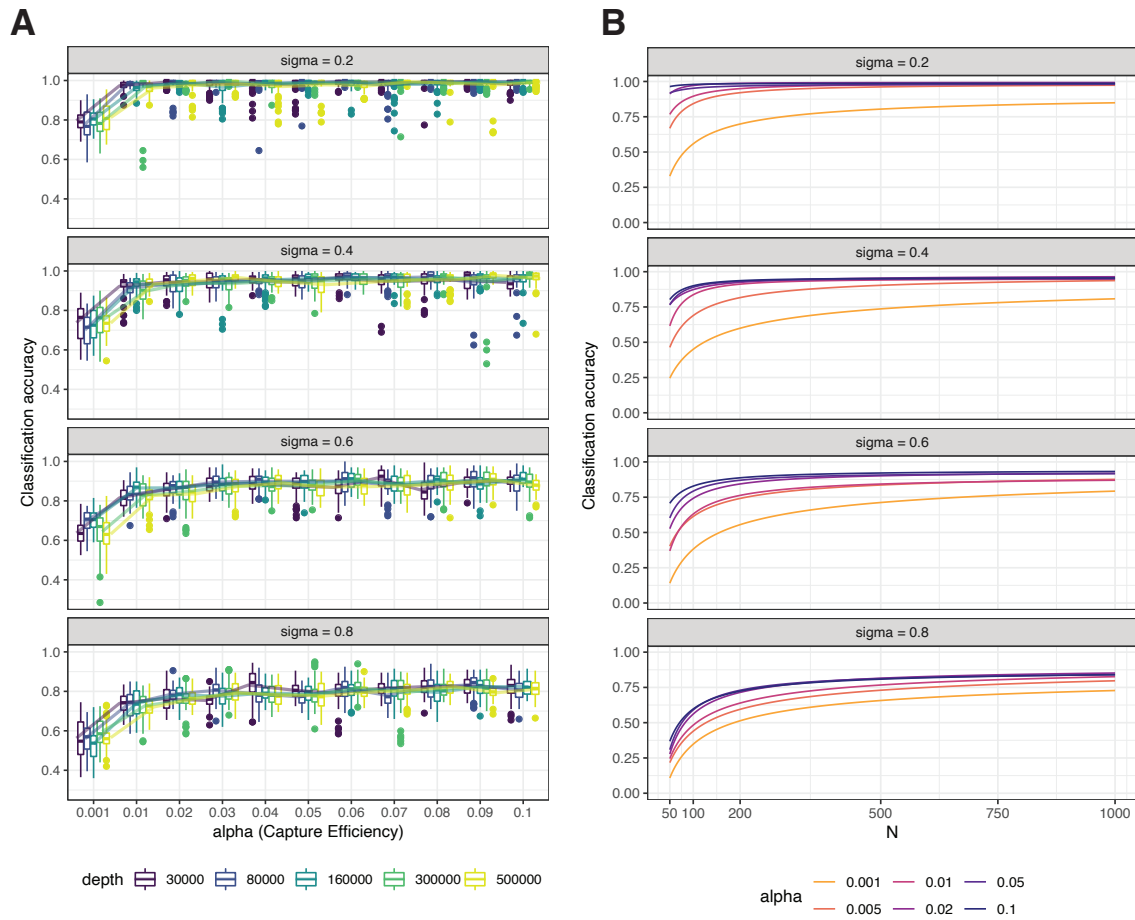 A
sigma = 0.2
1.0
0.8
0.6
0.4
sigma = 0.4
1.0
0.8
0.6
0.4
sigma = 0.6
1.0
0.8
0.6
0.4
sigma = 0.8
1.0
0.8
0.6
0.4
Classification accuracy
0.001 0.01 0.02 0.03 0.04 0.05 0.06 0.07 0.08 0.09 0.1
alpha (Capture Efficiency)
depth 30000 80000 160000 300000 500000
B
sigma = 0.2
1.00
0.75
0.50
0.25
0.00
sigma = 0.4
1.00
0.75
0.50
0.25
0.00
sigma = 0.6
1.00
0.75
0.50
0.25
0.00
sigma = 0.8
1.00
0.75
0.50
0.25
0.00
Classification accuracy
50 100 200 500 750 1000
N
alpha
0.001 0.01 0.05
0.005 0.02 0.1